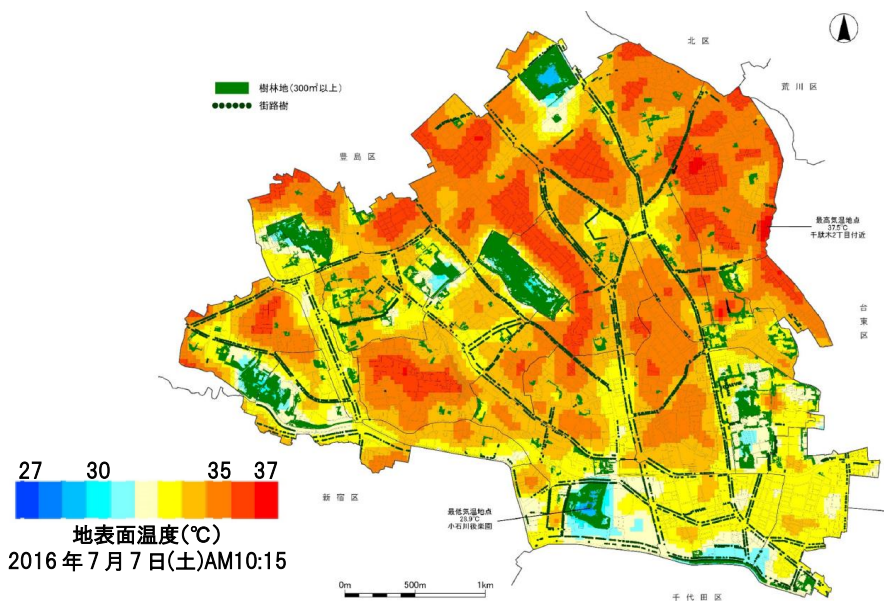 北区
荒川区
樹林地(300㎡以上)
街路樹
豊島区
最高気温地点
37.5℃
千駄木2丁目付近
台東区
27 30 35 37
地表面温度(℃)
2016年7月7日(土)AM10:15
新宿区
最低気温地点
28.9℃
小石川後楽園
0m 500m 1km
千代田区